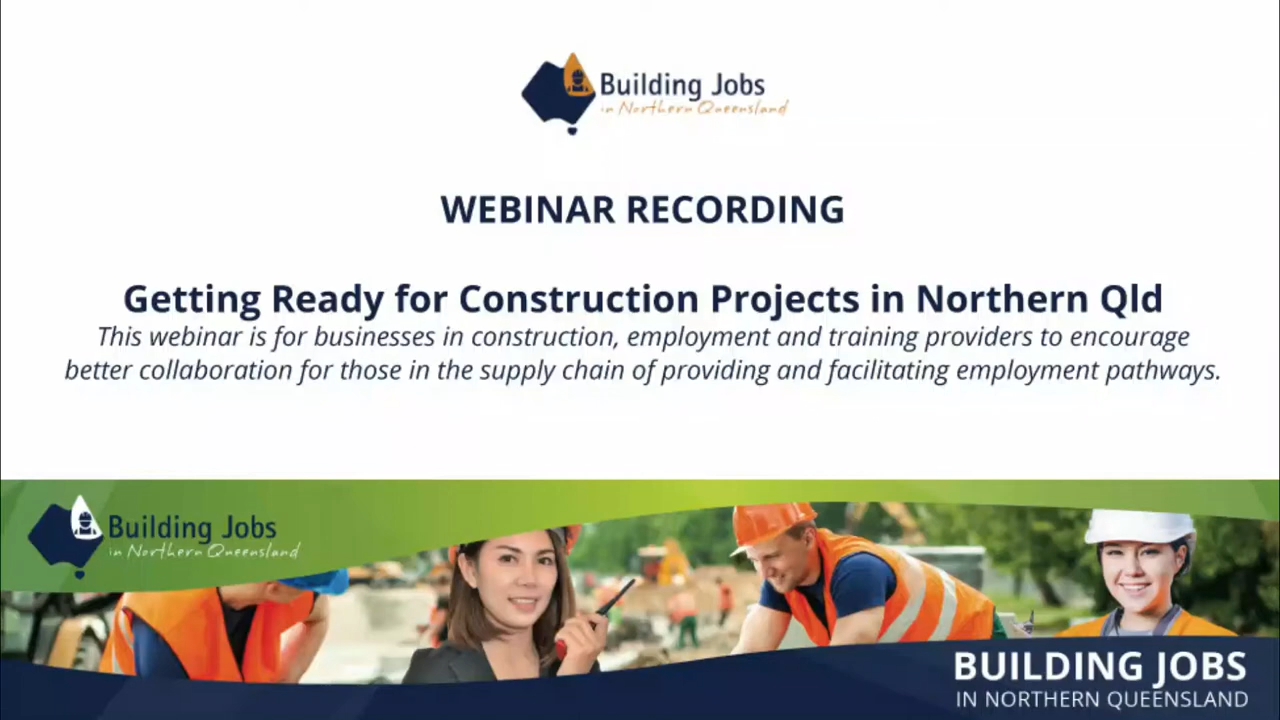 Building Jobs
in Northern Queensland
WEBINAR RECORDING
Getting Ready for Construction Projects in Northern Qld
This webinar is for businesses in construction, employment and training providers to encourage
better collaboration for those in the supply chain of providing and facilitating employment pathways.
Building Jobs
in Northern Queensland
BUILDING JOBS
IN NORTHERN QUEENSLAND